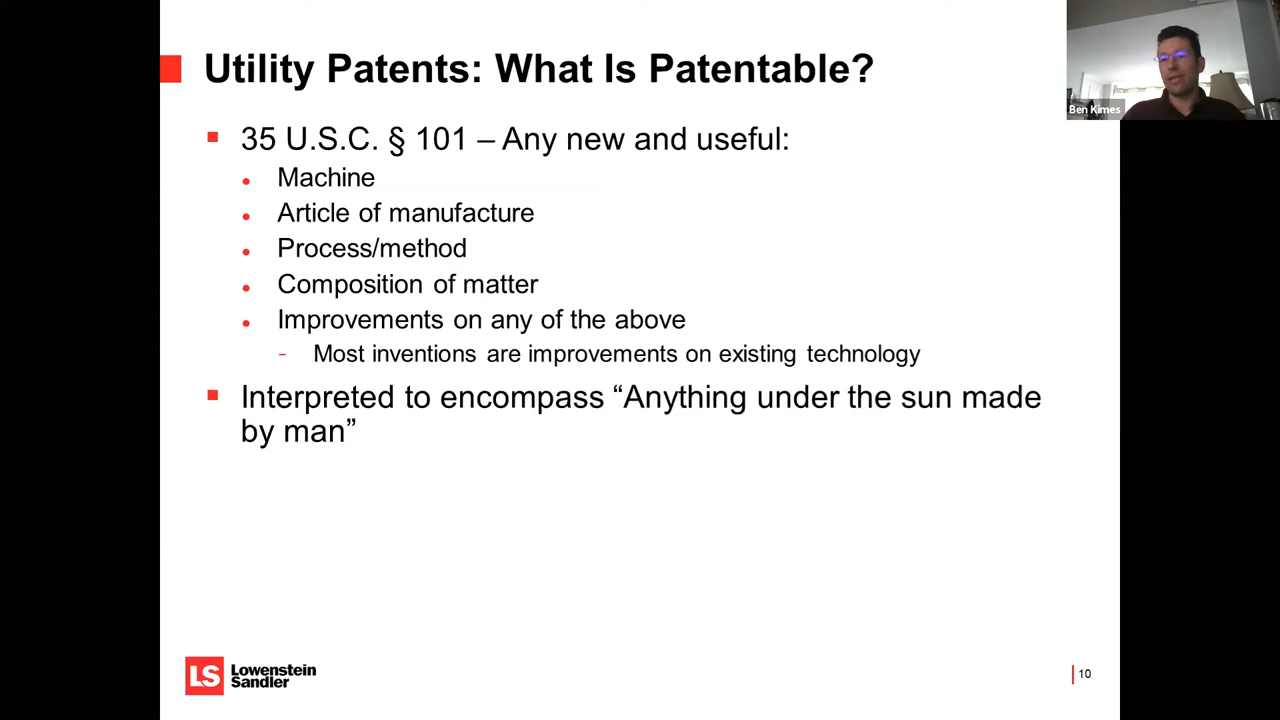 Utility Patents: What Is Patentable?
Ben Kimes
35 U.S.C. § 101 – Any new and useful:
Machine
Article of manufacture
Process/method
Composition of matter
Improvements on any of the above
- Most inventions are improvements on existing technology
Interpreted to encompass “Anything under the sun made
by man”
LS Lowenstein
Sandler
10